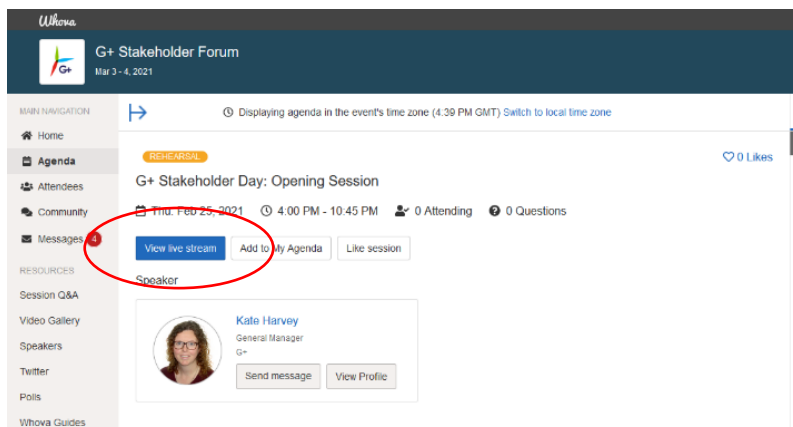 Whova
G+
G+ Stakeholder Forum
Mar 3 - 4, 2021
MAIN NAVIGATION
Home
Agenda
Attendees
Community
Messages 4
RESOURCES
Session Q&A
Video Gallery
Speakers
Twitter
Polls
Whova Guides
Displaying agenda in the event's time zone (4:39 PM GMT) Switch to local time zone
REHEARSAL
0 Likes
G+ Stakeholder Day: Opening Session
Thu. Feb 25, 2021 4:00 PM - 10:45 PM 0 Attending 0 Questions
View live stream Add to My Agenda Like session
Speaker
Kate Harvey
General Manager
G+
Send message View Profile